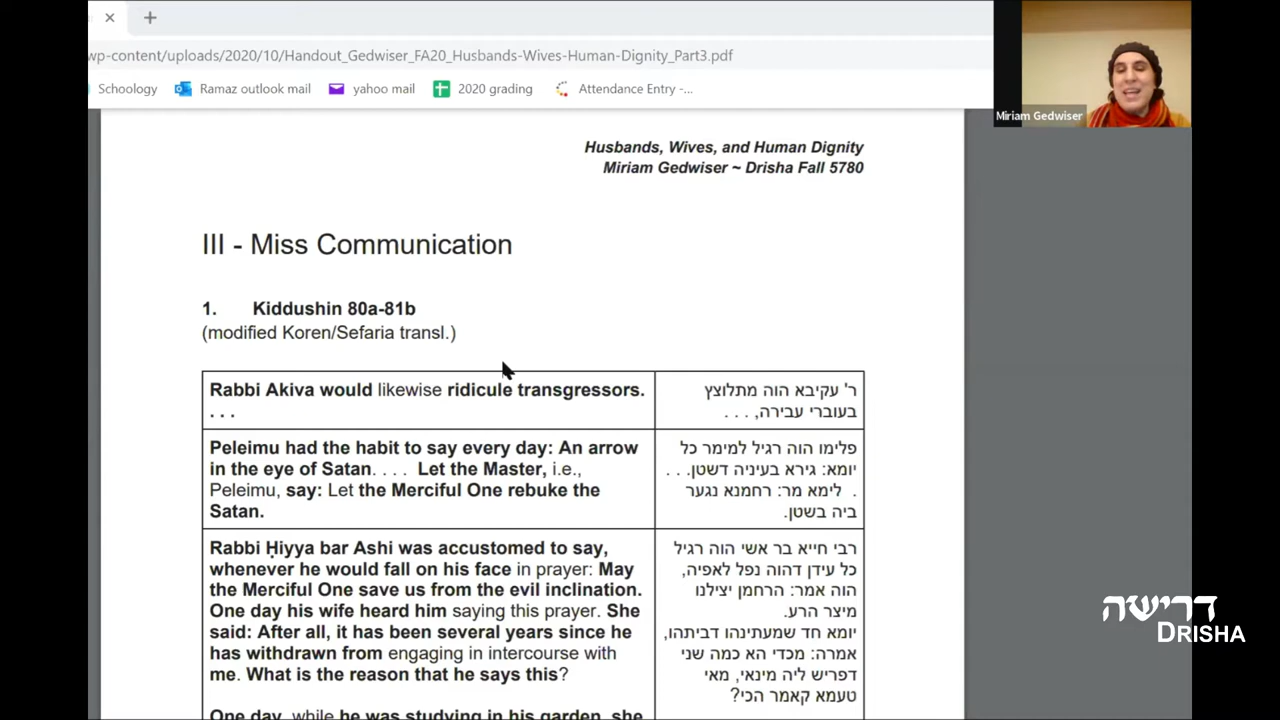 wp-content/uploads/2020/10/Handout_Gedwiser_FA20_Husbands-Wives-Human-Dignity_Part3.pdf
Schoology
Ramaz outlook mail
yahoo mail
2020 grading
Attendance Entry -...
Miriam Gedwiser
Husbands, Wives, and Human Dignity
Miriam Gedwiser ~ Drisha Fall 5780
III - Miss Communication
1. Kiddushin 80a-81b
(modified Koren/Sefaria transl.)
Rabbi Akiva would likewise ridicule transgressors.
. . .
ר' עקיבא הוה מתלוצץ
בעוברי עבירה, . . .
Peleimu had the habit to say every day: An arrow
in the eye of Satan. . . . Let the Master, i.e.,
Peleimu, say: Let the Merciful One rebuke the
Satan.
פלימו הוה רגיל למימר כל
יומא: גירא בעיניה דשטן. . .
. לימא מר: רחמנא נגער
ביה בשטן.
Rabbi Ḥiyya bar Ashi was accustomed to say,
whenever he would fall on his face in prayer: May
the Merciful One save us from the evil inclination.
One day his wife heard him saying this prayer. She
said: After all, it has been several years since he
has withdrawn from engaging in intercourse with
me. What is the reason that he says this?
One day, while he was studying in his garden, she
רבי חייא בר אשי הוה רגיל
כל עידן דהוה נפל לאפיה,
הוה אמר: הרחמן יצילנו
מיצר הרע.
יומא חד שמעתינהו דביתהו,
אמרה: מכדי הא כמה שני
דפריש ליה מינאי, מאי
טעמא קאמר הכי?
דרישה
DRISHA